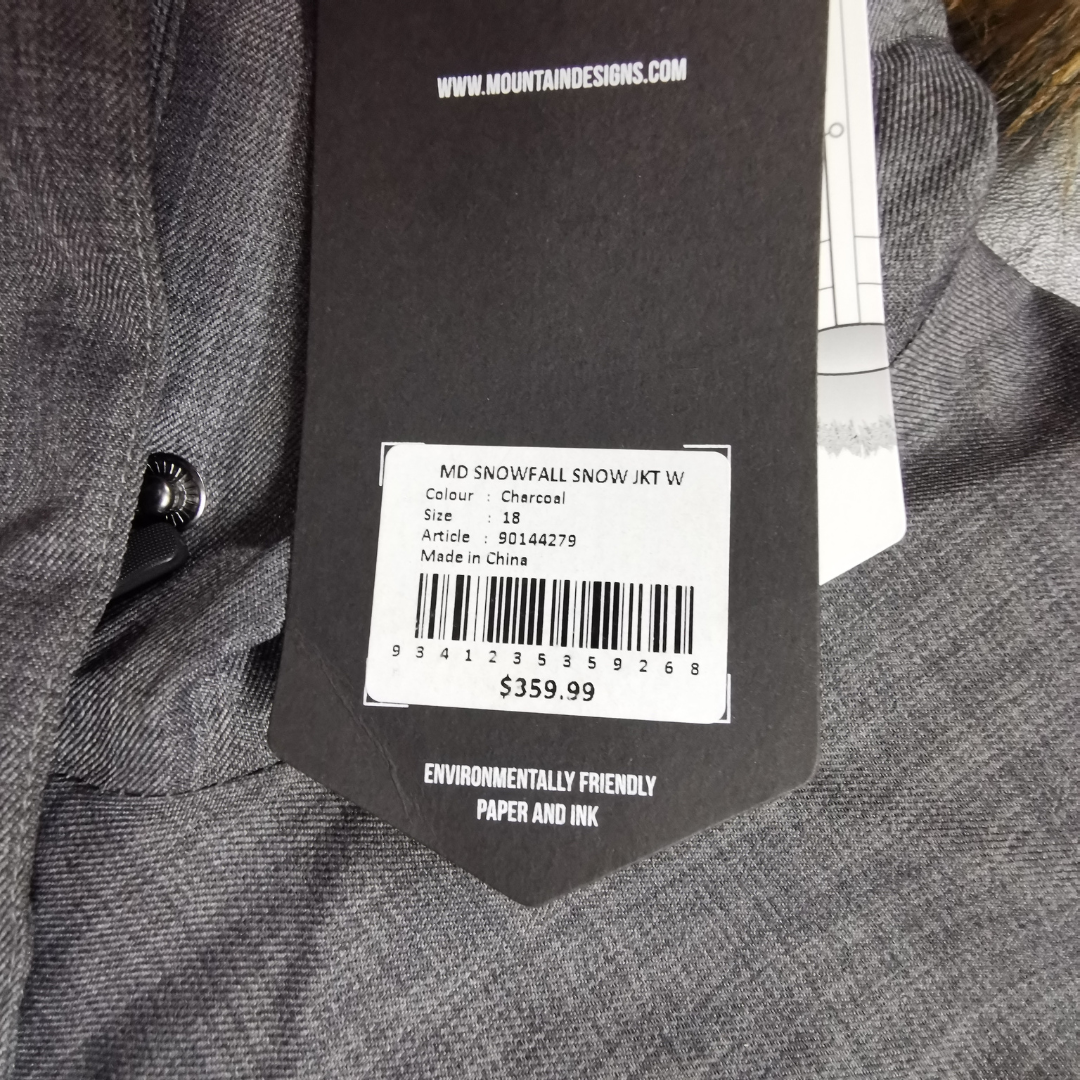 WWW.MOUNTAINDESIGNS.COM
MD SNOWFALL SNOW JKT W
Colour : Charcoal
Size : 18
Article : 90144279
Made in China
9 3 4 1 2 3 5 3 5 9 2 6 8
$359.99
ENVIRONMENTALLY FRIENDLY
PAPER AND INK